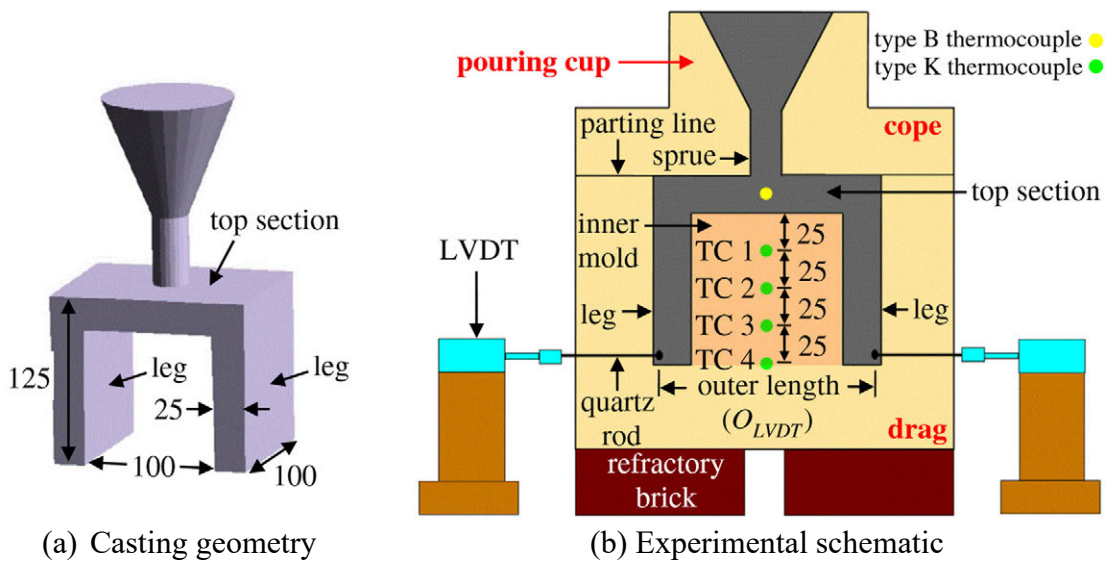 top section
125
leg
leg
25
100
100
(a) Casting geometry
type B thermocouple
type K thermocouple
pouring cup
cope
parting line
sprue
top section
inner
mold
25
TC 1
25
LVDT
TC 2
25
leg
leg
TC 3
25
TC 4
outer length
quartz
rod
(O_{LVDT})
drag
refractory
brick
(b) Experimental schematic